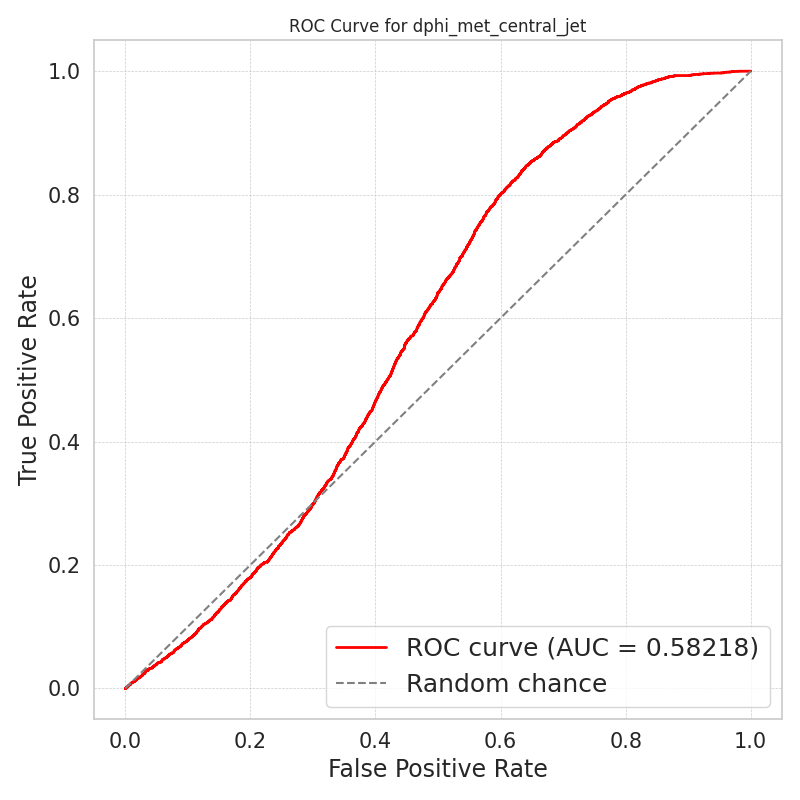 ROC Curve for dphi_met_central_jet
True Positive Rate
1.0
0.8
0.6
0.4
0.2
0.0
ROC curve (AUC = 0.58218)
Random chance
0.0 0.2 0.4 0.6 0.8 1.0
False Positive Rate